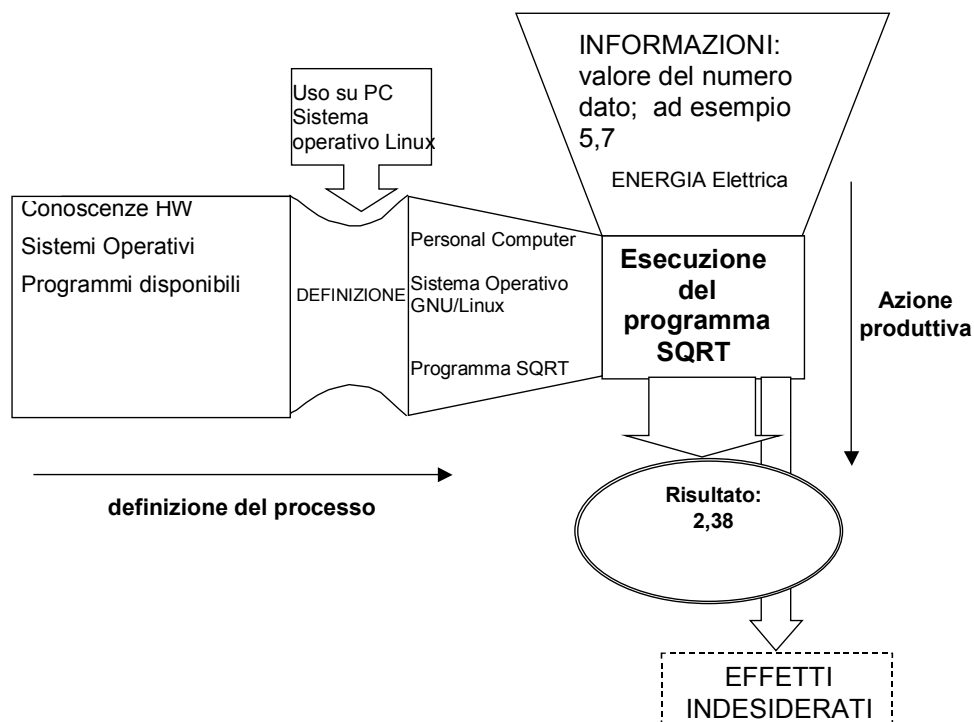 INFORMAZIONI:
valore del numero
dato;  ad esempio
5,7
ENERGIA Elettrica
Uso su PC
Sistema
operativo Linux
Conoscenze HW
Sistemi Operativi
Programmi disponibili
DEFINIZIONE
Personal Computer
Sistema Operativo
GNU/Linux
Programma SQRT
Esecuzione
del
programma
SQRT
Azione
produttiva
definizione del processo
Risultato:
2,38
EFFETTI
INDESIDERATI